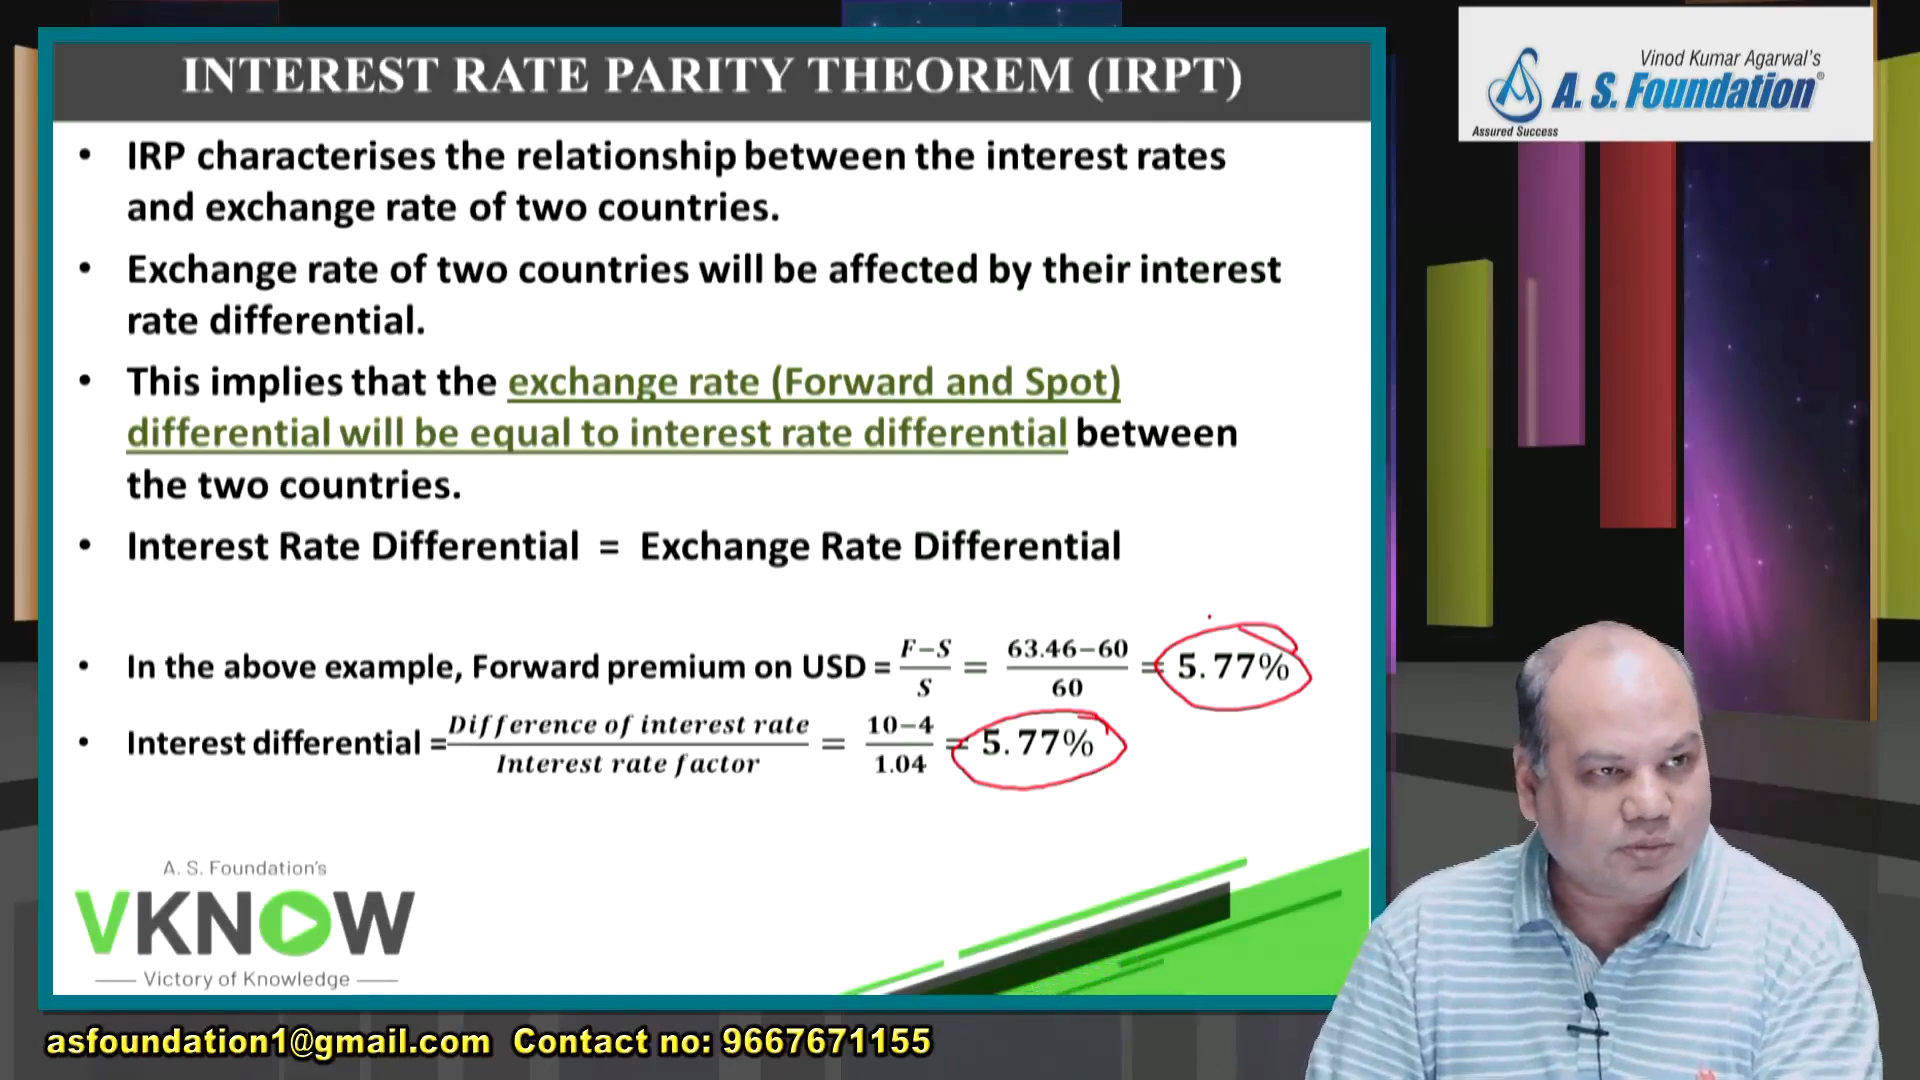 INTEREST RATE PARITY THEOREM (IRPT)
• IRP characterises the relationship between the interest rates
and exchange rate of two countries.
• Exchange rate of two countries will be affected by their interest
rate differential.
• This implies that the exchange rate (Forward and Spot)
differential will be equal to interest rate differential between
the two countries.
• Interest Rate Differential = Exchange Rate Differential
• In the above example, Forward premium on USD = F−S / S = 63.46−60 / 60 = 5.77%
• Interest differential = Difference of interest rate / Interest rate factor = 10−4 / 1.04 = 5.77%
A. S. Foundation's
VKNOW
Victory of Knowledge
Vinod Kumar Agarwal's
A. S. Foundation®
Assured Success
asfoundation1@gmail.com Contact no: 9667671155